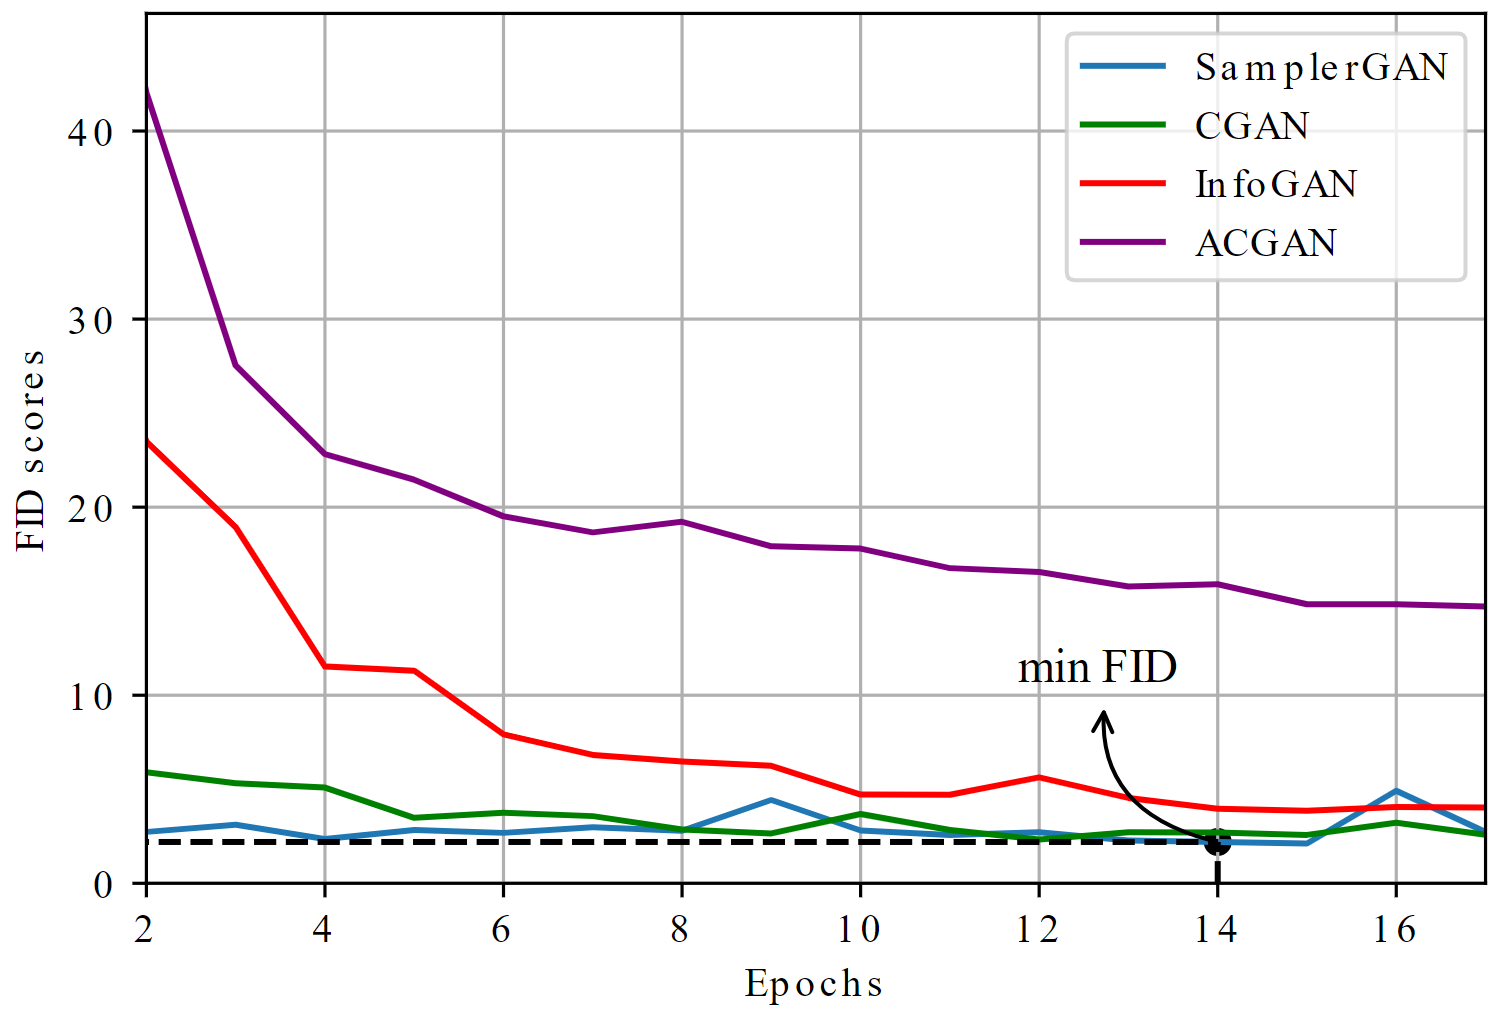 SamplerGAN
CGAN
InfoGAN
ACGAN
FID scores
40
30
20
10
0
min FID
2 4 6 8 10 12 14 16
Epochs